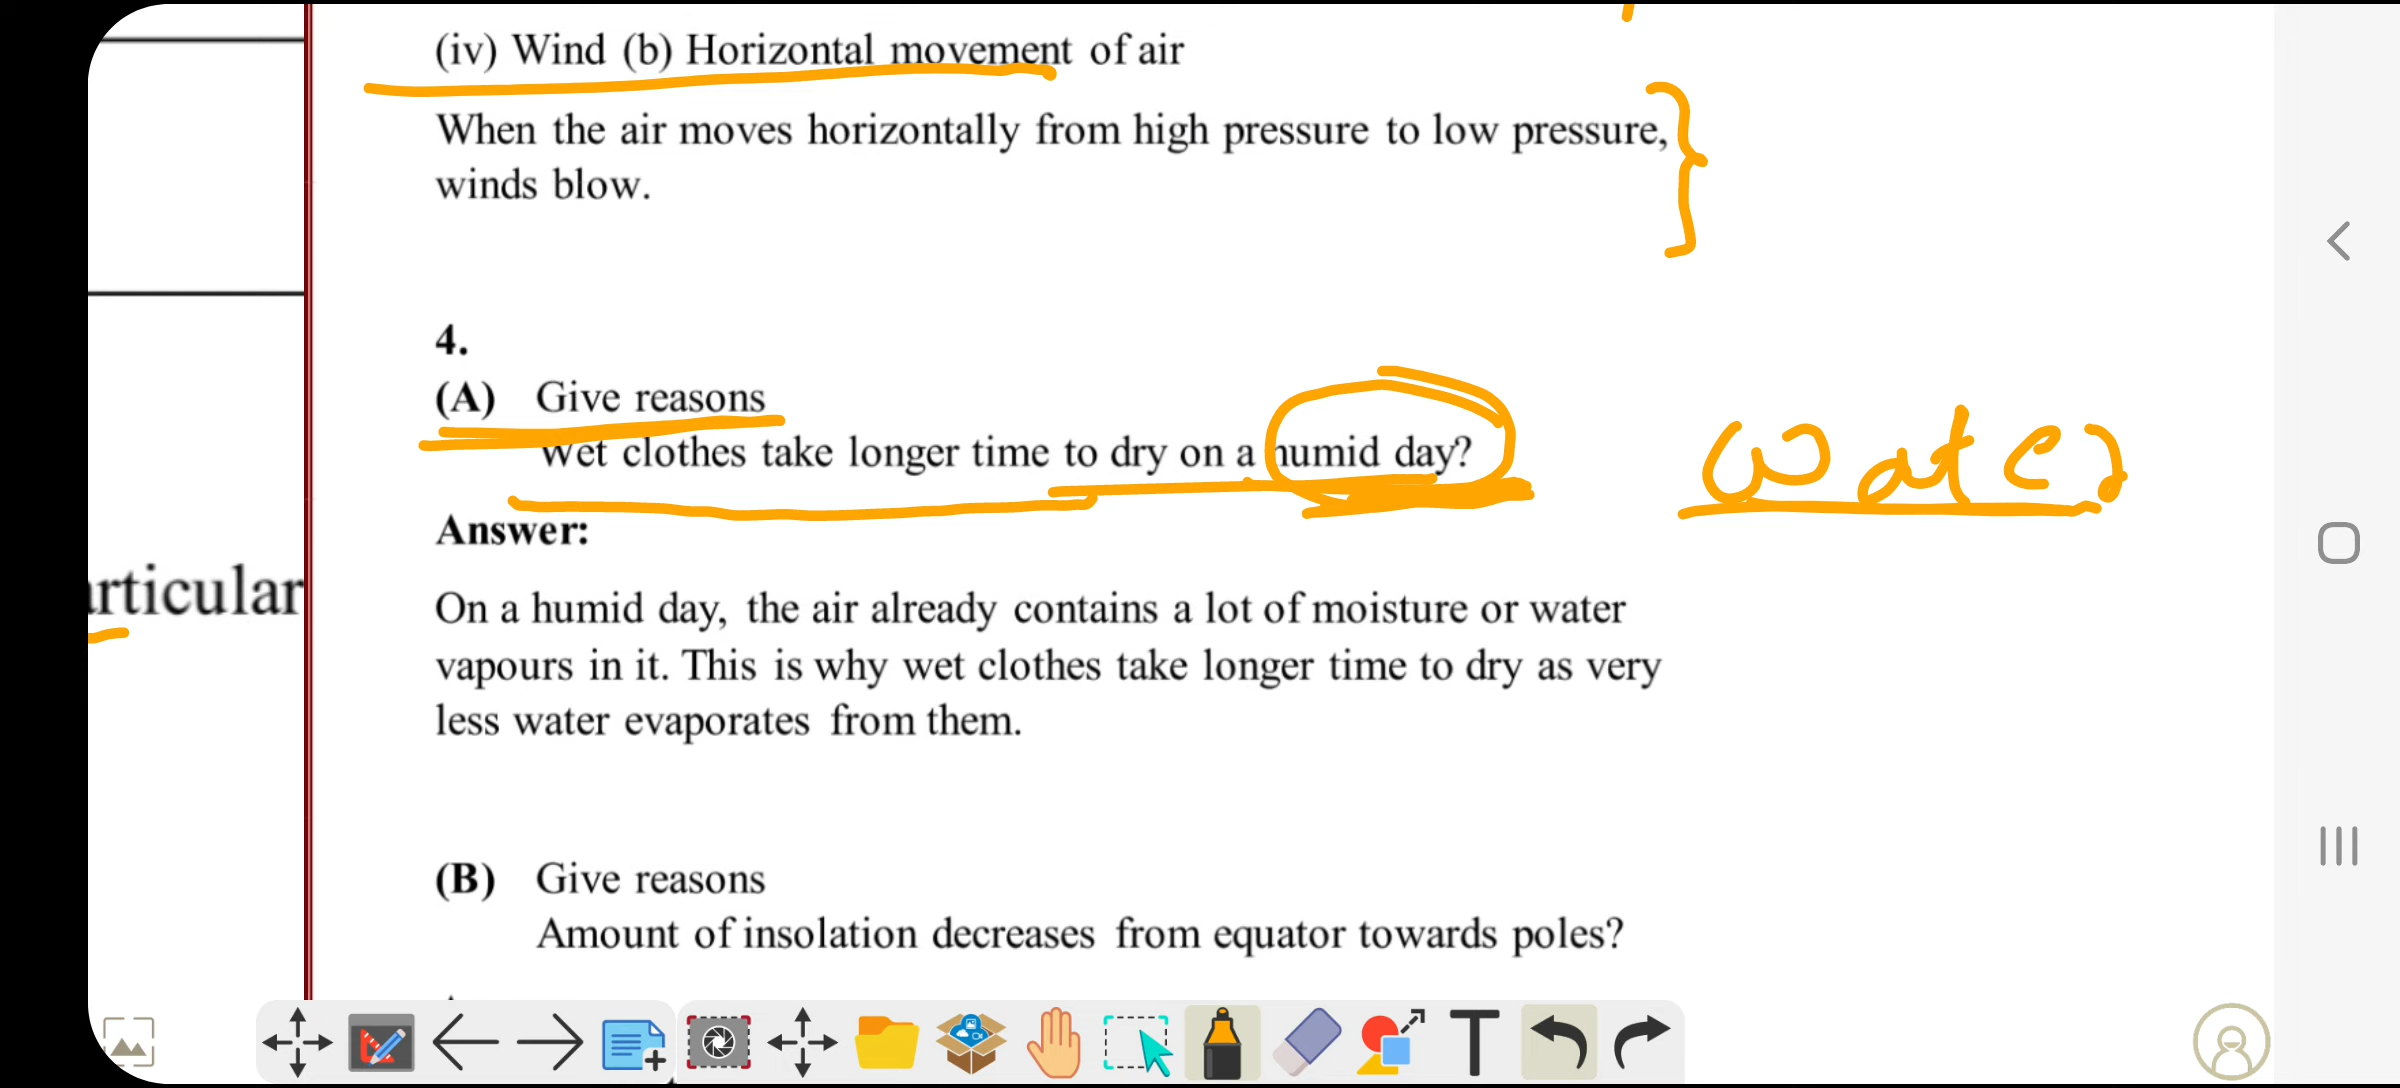 (iv) Wind (b) Horizontal movement of air
When the air moves horizontally from high pressure to low pressure,
winds blow.
4.
(A) Give reasons
Wet clothes take longer time to dry on a humid day?
water
Answer:
articular
On a humid day, the air already contains a lot of moisture or water
vapours in it. This is why wet clothes take longer time to dry as very
less water evaporates from them.
(B) Give reasons
Amount of insolation decreases from equator towards poles?